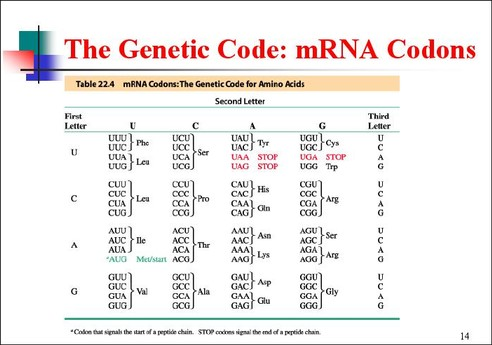 The Genetic Code: mRNA Codons
Table 22.4 mRNA Codons: The Genetic Code for Amino Acids
Second Letter
First Letter U C A G Third Letter
UUU UCU UAU UGU U
Phe Tyr Cys
UUC UCC UAC UGC C
U Ser
UUA UCA UAA STOP UGA STOP A
Leu
UUG UCG UAG STOP UGG Trp G
CUU CCU CAU CGU U
His
CUC CCC CAC CGC C
C Leu Pro Arg
CUA CCA CAA CGA A
Gln
CUG CCG CAG CGG G
AUU ACU AAU AGU U
Asn Ser
AUC Ile ACC AAC AGC C
A Thr
AUA ACA AAA AGA A
Lys Arg
*AUG Met/start ACG AAG AGG G
GUU GCU GAU GGU U
Asp
GUC GCC GAC GGC C
G Val Ala Gly
GUA GCA GAA GGA A
Glu
GUG GCG GAG GGG G
*Codon that signals the start of a peptide chain. STOP codons signal the end of a peptide chain.
14